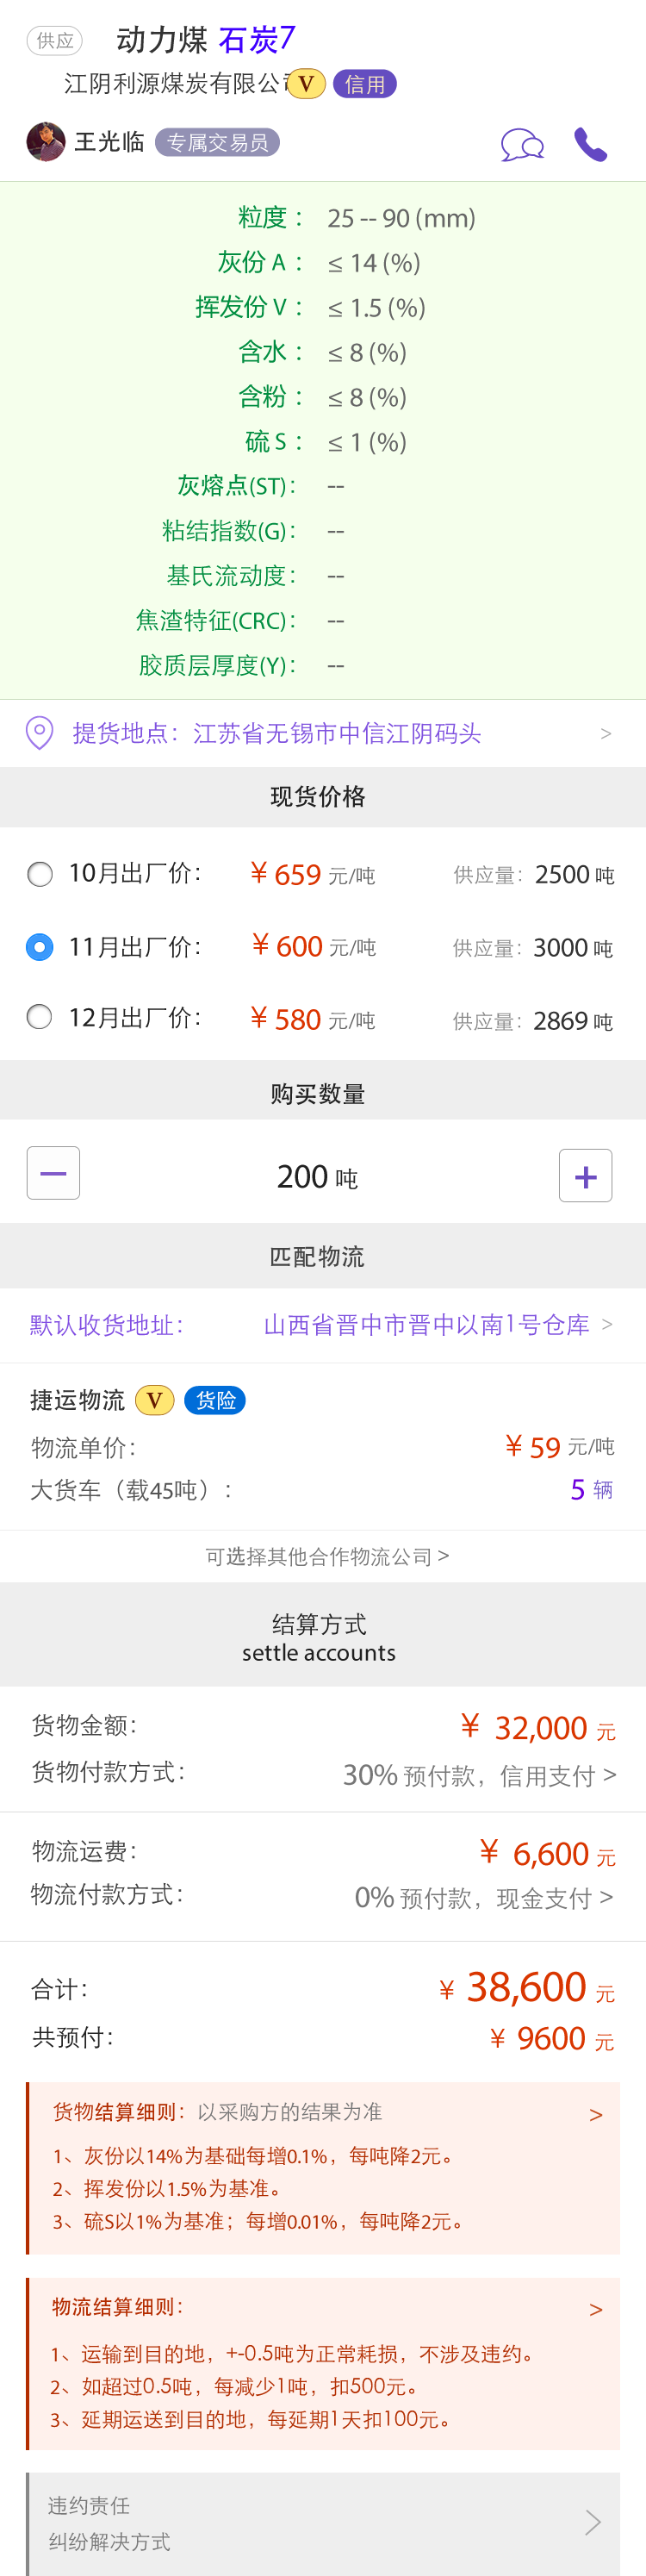 供应 动力煤 石炭7
江阴利源煤炭有限公司 V 信用
王光临 专属交易员
粒度： 25 -- 90 (mm)
灰份 A： ≤ 14 (%)
挥发份 V： ≤ 1.5 (%)
含水： ≤ 8 (%)
含粉： ≤ 8 (%)
硫 S： ≤ 1 (%)
灰熔点(ST)： --
粘结指数(G)： --
基氏流动度： --
焦渣特征(CRC)： --
胶质层厚度(Y)： --
提货地点：江苏省无锡市中信江阴码头 >
现货价格
10月出厂价： ¥ 659 元/吨 供应量： 2500 吨
11月出厂价： ¥ 600 元/吨 供应量： 3000 吨
12月出厂价： ¥ 580 元/吨 供应量： 2869 吨
购买数量
— 200 吨 +
匹配物流
默认收货地址： 山西省晋中市晋中以南1号仓库 >
捷运物流 V 货险
物流单价： ¥ 59 元/吨
大货车（载45吨）： 5 辆
可选择其他合作物流公司 >
结算方式
settle accounts
货物金额： ¥ 32,000 元
货物付款方式： 30% 预付款，信用支付 >
物流运费： ¥ 6,600 元
物流付款方式： 0% 预付款，现金支付 >
合计： ¥ 38,600 元
共预付： ¥ 9600 元
货物结算细则：以采购方的结果为准 >
1、灰份以14%为基础每增0.1%，每吨降2元。
2、挥发份以1.5%为基准。
3、硫S以1%为基准；每增0.01%，每吨降2元。
物流结算细则： >
1、运输到目的地，+-0.5吨为正常耗损，不涉及违约。
2、如超过0.5吨，每减少1吨，扣500元。
3、延期运送到目的地，每延期1天扣100元。
违约责任
纠纷解决方式